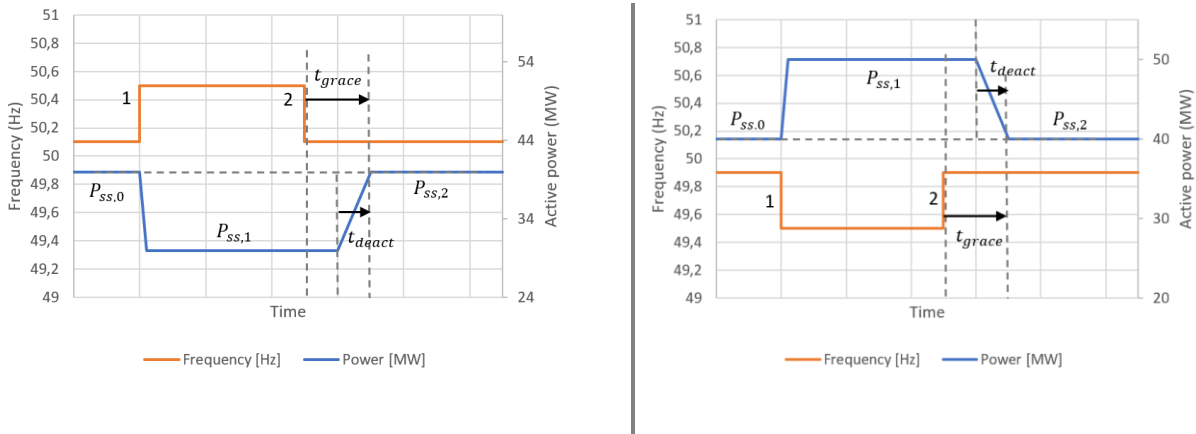 51
50,8
50,6
50,4
50,2
50
49,8
49,6
49,4
49,2
49
Frequency (Hz)
54
44
34
24
Active power (MW)
t_grace
1
2
P_ss.0
P_ss,1
P_ss,2
t_deact
Time
Frequency [Hz]
Power [MW]
51
50,8
50,6
50,4
50,2
50
49,8
49,6
49,4
49,2
49
Frequency (Hz)
50
40
30
20
Active power (MW)
t_deact
P_ss,1
P_ss.0
P_ss,2
1
2
t_grace
Time
Frequency [Hz]
Power [MW]